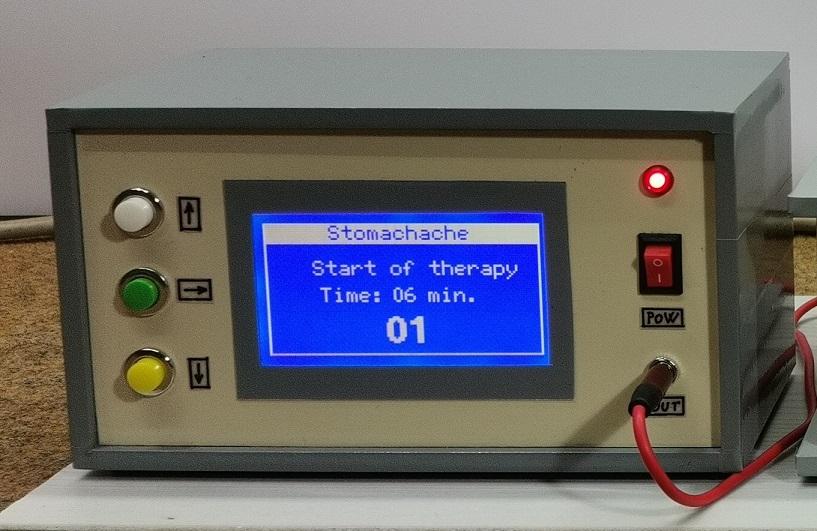 Stomachache
Start of therapy
Time: 06 min.
01
POW
OUT